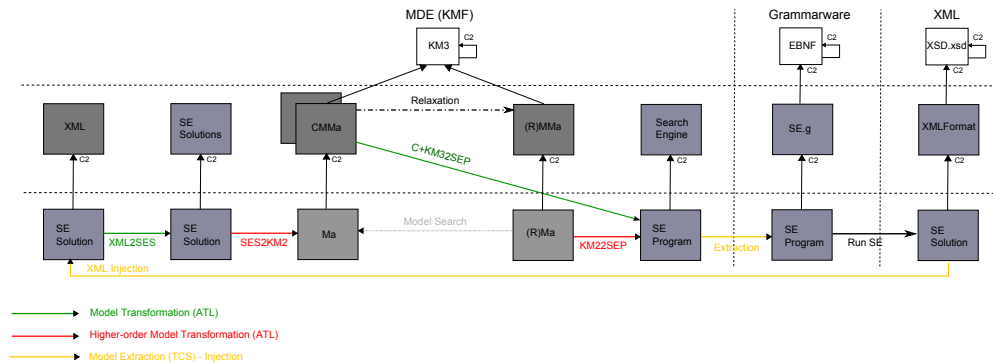 MDE (KMF)
Grammarware
XML
KM3
C2
EBNF
C2
XSD.xsd
C2
C2
C2
XML
SE
Solutions
CMMa
Relaxation
(R)MMa
Search
Engine
SE.g
XMLFormat
C2
C2
C2
C2
C2
C2
C2
C+KM32SEP
SE
Solution
XML2SES
SE
Solution
SES2KM2
Ma
Model Search
(R)Ma
KM22SEP
SE
Program
Extraction
SE
Program
Run SE
SE
Solution
XML Injection
Model Transformation (ATL)
Higher-order Model Transformation (ATL)
Model Extraction (TCS) - Injection